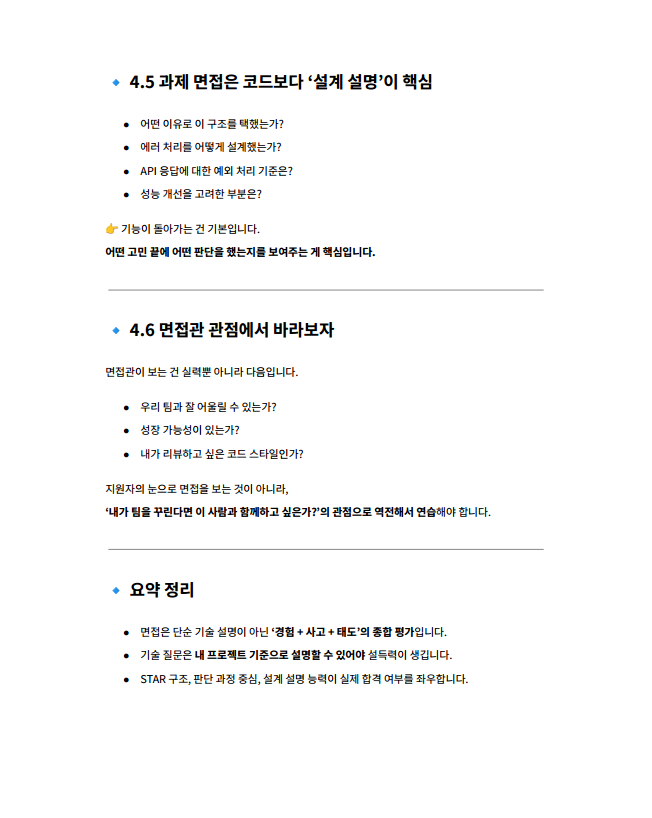 🔹 4.5 과제 면접은 코드보다 ‘설계 설명’이 핵심
● 어떤 이유로 이 구조를 택했는가?
● 에러 처리를 어떻게 설계했는가?
● API 응답에 대한 예외 처리 기준은?
● 성능 개선을 고려한 부분은?
👉 기능이 돌아가는 건 기본입니다.
어떤 고민 끝에 어떤 판단을 했는지를 보여주는 게 핵심입니다.
🔹 4.6 면접관 관점에서 바라보자
면접관이 보는 건 실력뿐 아니라 다음입니다.
● 우리 팀과 잘 어울릴 수 있는가?
● 성장 가능성이 있는가?
● 내가 리뷰하고 싶은 코드 스타일인가?
지원자의 눈으로 면접을 보는 것이 아니라,
‘내가 팀을 꾸린다면 이 사람과 함께하고 싶은가?’의 관점으로 역전해서 연습해야 합니다.
🔹 요약 정리
● 면접은 단순 기술 설명이 아닌 ‘경험 + 사고 + 태도’의 종합 평가입니다.
● 기술 질문은 내 프로젝트 기준으로 설명할 수 있어야 설득력이 생깁니다.
● STAR 구조, 판단 과정 중심, 설계 설명 능력이 실제 합격 여부를 좌우합니다.